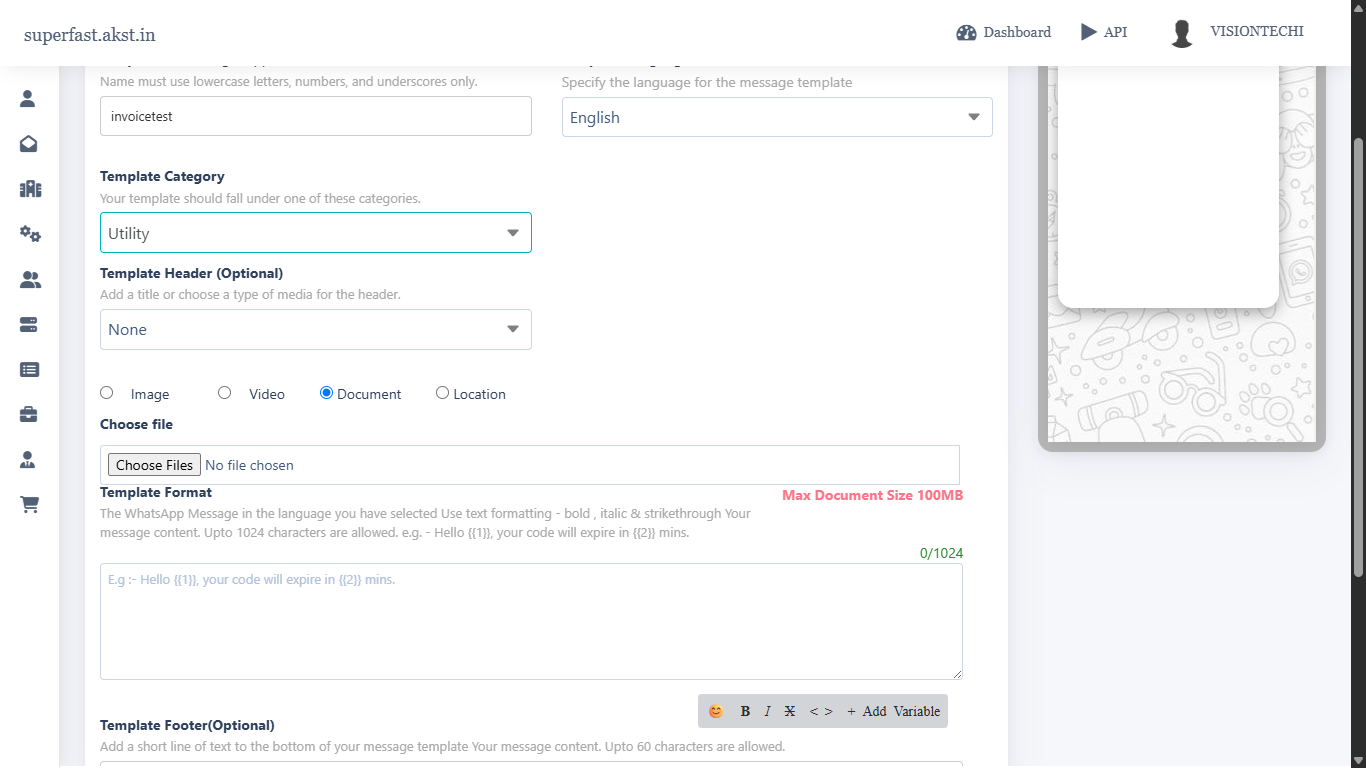 superfast.akst.in
Dashboard
API
VISIONTECHI
Name must use lowercase letters, numbers, and underscores only.
Specify the language for the message template
invoicetest
English
Template Category
Your template should fall under one of these categories.
Utility
Template Header (Optional)
Add a title or choose a type of media for the header.
None
Image Video Document Location
Choose file
Choose Files No file chosen
Template Format
Max Document Size 100MB
The WhatsApp Message in the language you have selected Use text formatting - bold , italic & strikethrough Your
message content. Upto 1024 characters are allowed. e.g. - Hello {{1}}, your code will expire in {{2}} mins.
0/1024
E.g :- Hello {{1}}, your code will expire in {{2}} mins.
😊 B I X < > + Add Variable
Template Footer(Optional)
Add a short line of text to the bottom of your message template Your message content. Upto 60 characters are allowed.